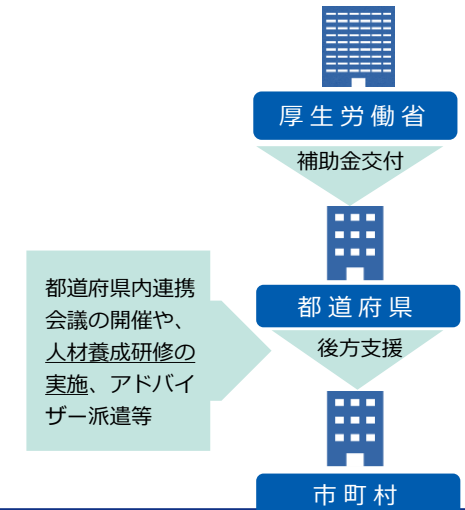 厚生労働省
補助金交付
都道府県
都道府県内連携
会議の開催や、
人材養成研修の
実施、アドバイ
ザー派遣等
後方支援
市町村